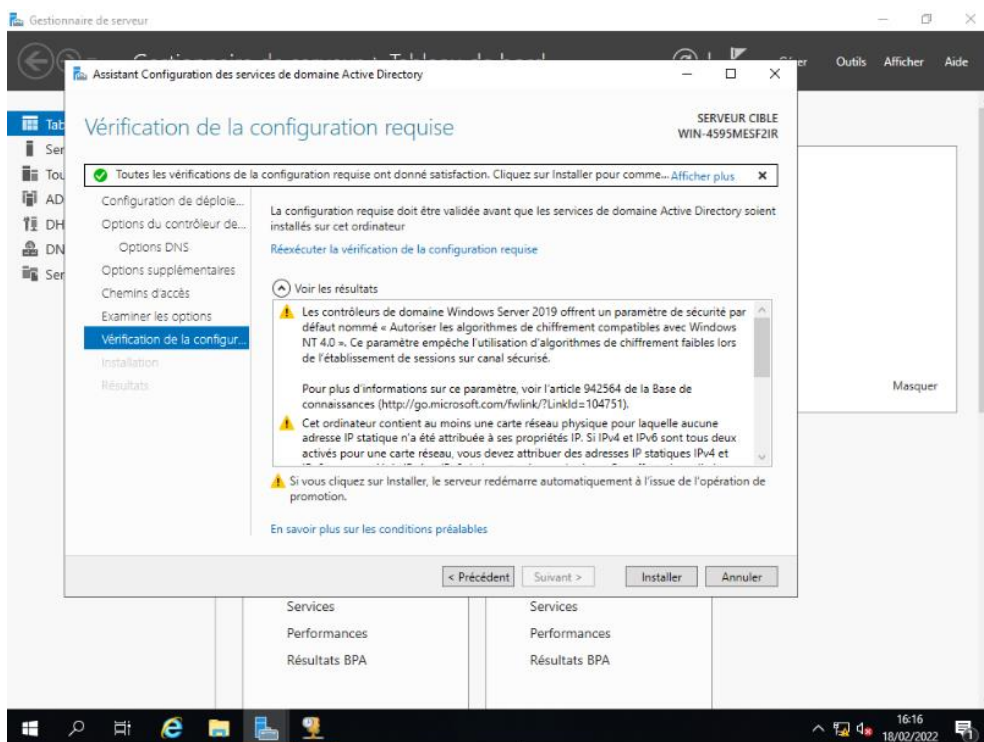 Gestionnaire de serveur
Outils Afficher Aide
Assistant Configuration des services de domaine Active Directory
Vérification de la configuration requise
SERVEUR CIBLE
WIN-4595MESF2IR
Toutes les vérifications de la configuration requise ont donné satisfaction. Cliquez sur Installer pour comme... Afficher plus
Configuration de déploie...
Options du contrôleur de...
Options DNS
Options supplémentaires
Chemins d'accès
Examiner les options
Vérification de la configur...
Installation
Résultats
La configuration requise doit être validée avant que les services de domaine Active Directory soient
installés sur cet ordinateur
Réexécuter la vérification de la configuration requise
Voir les résultats
Les contrôleurs de domaine Windows Server 2019 offrent un paramètre de sécurité par
défaut nommé « Autoriser les algorithmes de chiffrement compatibles avec Windows
NT 4.0 ». Ce paramètre empêche l'utilisation d'algorithmes de chiffrement faibles lors
de l'établissement de sessions sur canal sécurisé.
Pour plus d'informations sur ce paramètre, voir l'article 942564 de la Base de
connaissances (http://go.microsoft.com/fwlink/?LinkId=104751).
Cet ordinateur contient au moins une carte réseau physique pour laquelle aucune
adresse IP statique n'a été attribuée à ses propriétés IP. Si IPv4 et IPv6 sont tous deux
activés pour une carte réseau, vous devez attribuer des adresses IP statiques IPv4 et
Si vous cliquez sur Installer, le serveur redémarre automatiquement à l'issue de l'opération de
promotion.
En savoir plus sur les conditions préalables
< Précédent
Suivant >
Installer
Annuler
Tab
Ser
Tou
AD
DH
DN
Ser
Masquer
Services
Performances
Résultats BPA
Services
Performances
Résultats BPA
16:16
18/02/2022